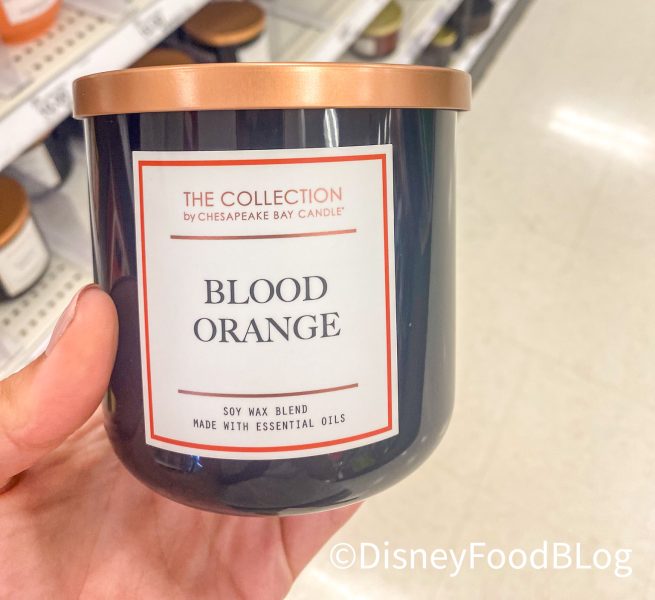 THE COLLECTION
by CHESAPEAKE BAY CANDLE®
BLOOD
ORANGE
SOY WAX BLEND
MADE WITH ESSENTIAL OILS
©DisneyFoodBLog